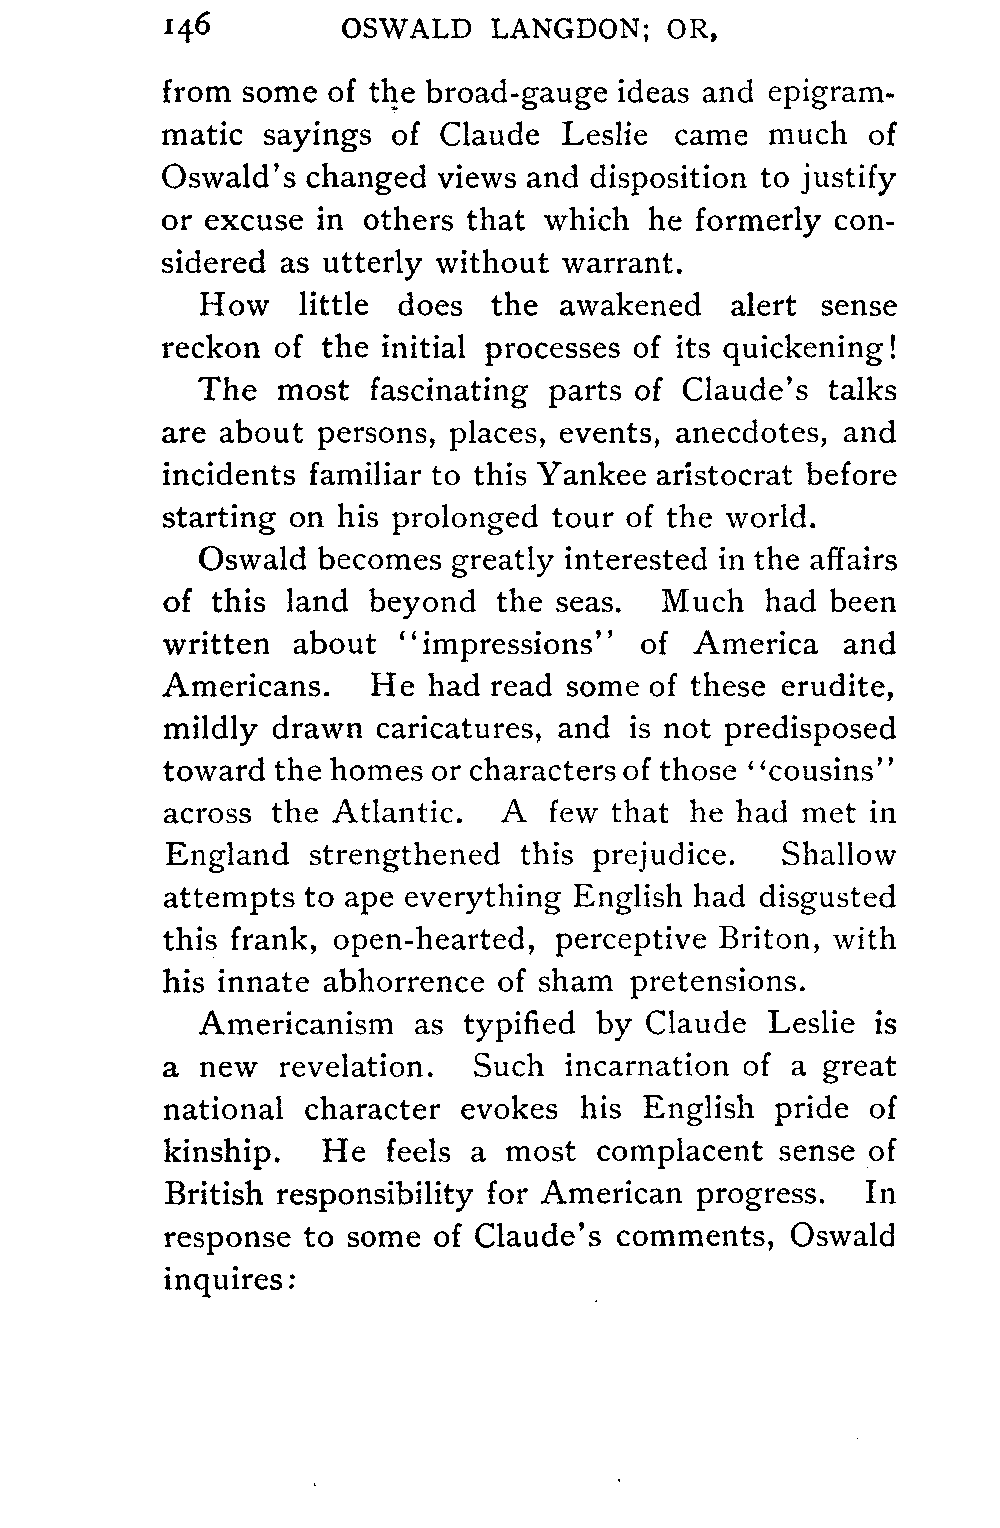 146 OSWALD LANGDON; OR,
from some of the broad-gauge ideas and epigram-
matic sayings of Claude Leslie came much of
Oswald's changed views and disposition to justify
or excuse in others that which he formerly con-
sidered as utterly without warrant.
How little does the awakened alert sense
reckon of the initial processes of its quickening!
The most fascinating parts of Claude's talks
are about persons, places, events, anecdotes, and
incidents familiar to this Yankee aristocrat before
starting on his prolonged tour of the world.
Oswald becomes greatly interested in the affairs
of this land beyond the seas. Much had been
written about "impressions" of America and
Americans. He had read some of these erudite,
mildly drawn caricatures, and is not predisposed
toward the homes or characters of those "cousins"
across the Atlantic. A few that he had met in
England strengthened this prejudice. Shallow
attempts to ape everything English had disgusted
this frank, open-hearted, perceptive Briton, with
his innate abhorrence of sham pretensions.
Americanism as typified by Claude Leslie is
a new revelation. Such incarnation of a great
national character evokes his English pride of
kinship. He feels a most complacent sense of
British responsibility for American progress. In
response to some of Claude's comments, Oswald
inquires: